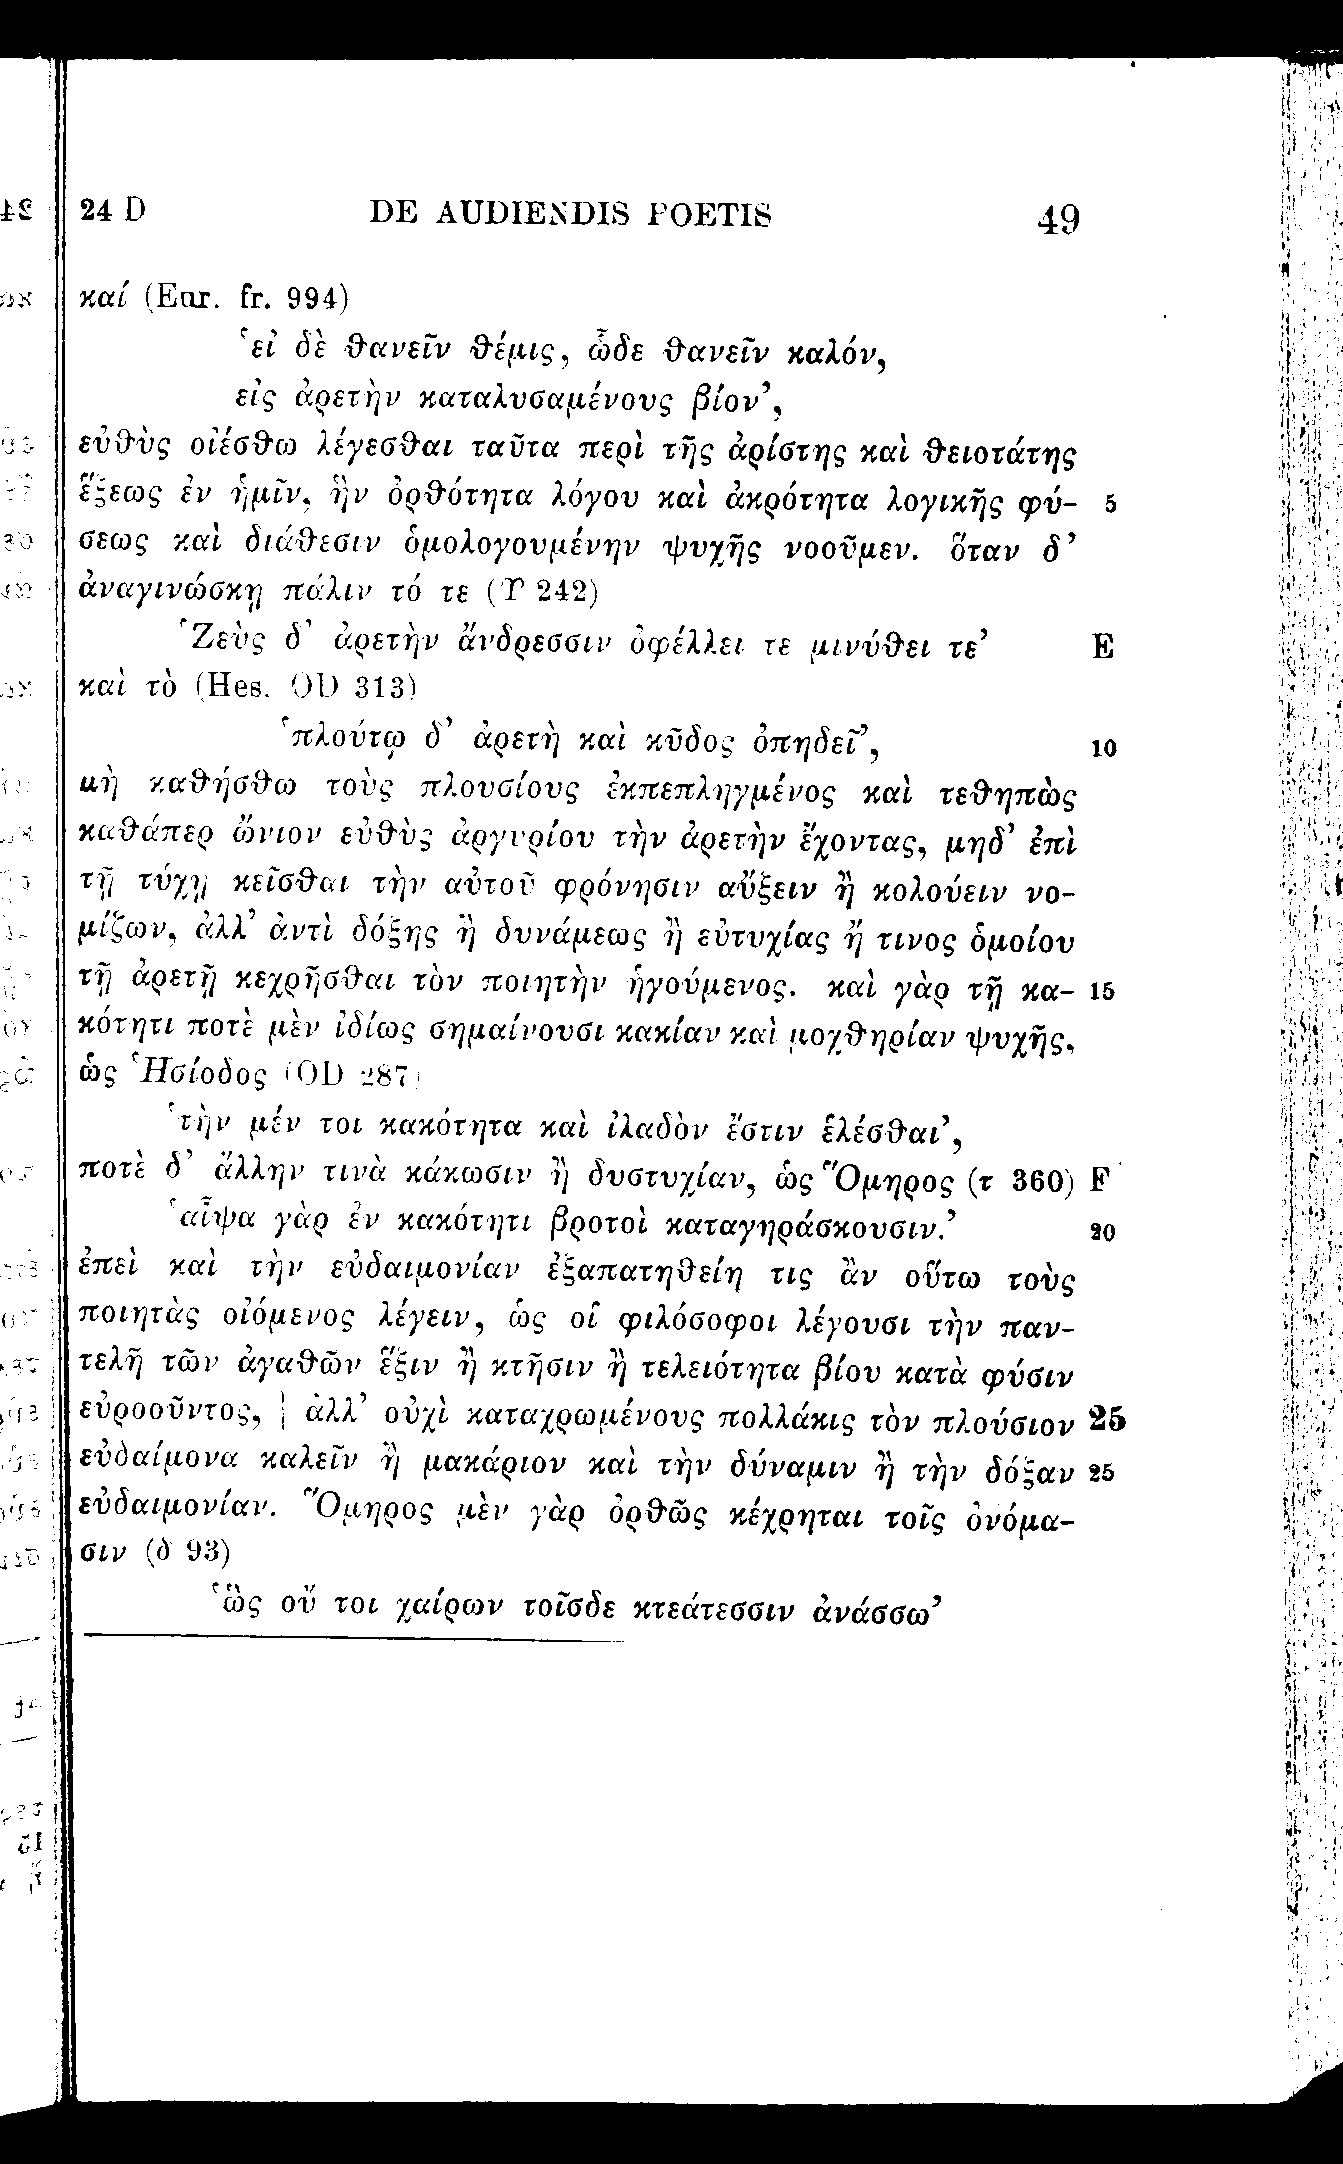 24 D DE AUDIENDIS POETIS 49
καί (Eur. fr. 994)
‘εἰ δὲ θανεῖν θέμις, ὧδε θανεῖν καλόν,
εἰς ἀρετὴν καταλυσαμένους βίον’,
εὐθὺς οἰέσθω λέγεσθαι ταῦτα περὶ τῆς ἀρίστης καὶ θειοτάτης
ἕξεως ἐν ἡμῖν, ἣν ὀρθότητα λόγου καὶ ἀκρότητα λογικῆς φύ- 5
σεως καὶ διάθεσιν ὁμολογουμένην ψυχῆς νοοῦμεν. ὅταν δ’
ἀναγινώσκῃ πάλιν τό τε (Υ 242)
‘Ζεὺς δ’ ἀρετὴν ἄνδρεσσιν ὀφέλλει τε μινύθει τε’ E
καὶ τὸ (Hes. OD 313)
‘πλούτῳ δ’ ἀρετὴ καὶ κῦδος ὀπηδεῖ’, 10
μὴ καθήσθω τοὺς πλουσίους ἐκπεπληγμένος καὶ τεθηπὼς
καθάπερ ὤνιον εὐθὺς ἀργυρίου τὴν ἀρετὴν ἔχοντας, μηδ’ ἐπὶ
τῇ τύχῃ κεῖσθαι τὴν αὑτοῦ φρόνησιν αὔξειν ἢ κολούειν νο-
μίζων, ἀλλ’ ἀντὶ δόξης ἢ δυνάμεως ἢ εὐτυχίας ἤ τινος ὁμοίου
τῇ ἀρετῇ κεχρῆσθαι τὸν ποιητὴν ἡγούμενος. καὶ γὰρ τῇ κα- 15
κότητι ποτὲ μὲν ἰδίως σημαίνουσι κακίαν καὶ μοχθηρίαν ψυχῆς,
ὡς Ἡσίοδος (OD 287)
‘τὴν μέν τοι κακότητα καὶ ἰλαδὸν ἔστιν ἑλέσθαι’,
ποτὲ δ’ ἄλλην τινὰ κάκωσιν ἢ δυστυχίαν, ὡς Ὅμηρος (τ 360) F
‘αἶψα γὰρ ἐν κακότητι βροτοὶ καταγηράσκουσιν.’ 20
ἐπεὶ καὶ τὴν εὐδαιμονίαν ἐξαπατηθείη τις ἂν οὕτω τοὺς
ποιητὰς οἰόμενος λέγειν, ὡς οἱ φιλόσοφοι λέγουσι τὴν παν-
τελῆ τῶν ἀγαθῶν ἕξιν ἢ κτῆσιν ἢ τελειότητα βίου κατὰ φύσιν
εὐροοῦντος, | ἀλλ’ οὐχὶ καταχρωμένους πολλάκις τὸν πλούσιον 25
εὐδαίμονα καλεῖν ἢ μακάριον καὶ τὴν δύναμιν ἢ τὴν δόξαν 25
εὐδαιμονίαν. Ὅμηρος μὲν γὰρ ὀρθῶς κέχρηται τοῖς ὀνόμα-
σιν (δ 93)
‘ὣς οὔ τοι χαίρων τοῖσδε κτεάτεσσιν ἀνάσσω’